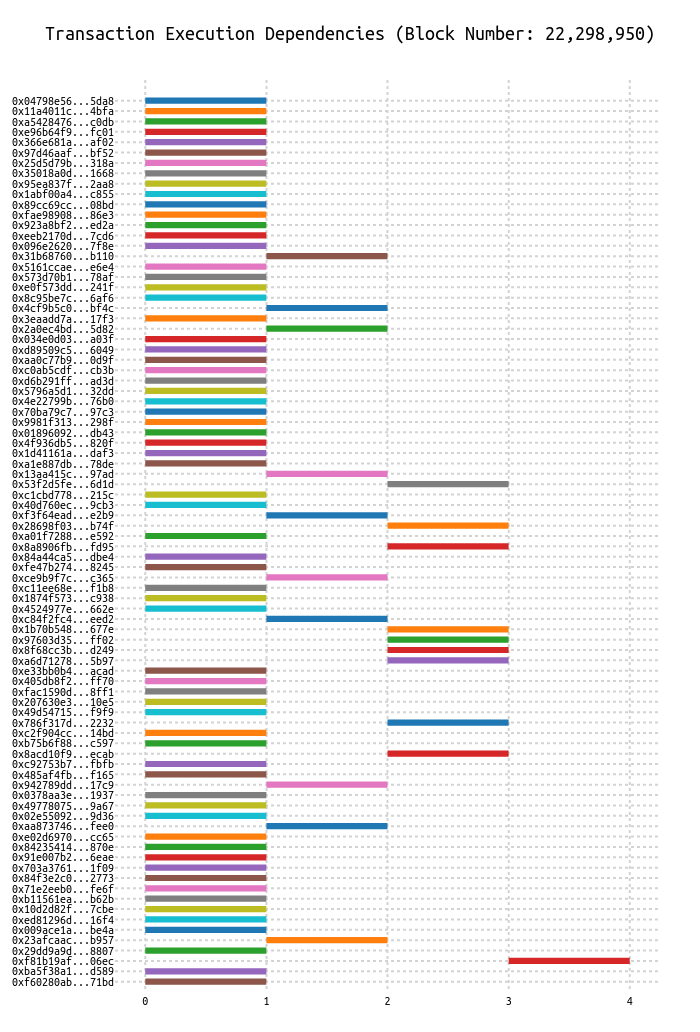 Transaction Execution Dependencies (Block Number: 22,298,950)
0x04798e56...5da8
0x11a4011c...4bfa
0xa5428476...c0db
0xe96b64f9...fc01
0x366e681a...af02
0x97d46aaf...bf52
0x25d5d79b...318a
0x35018a0d...1668
0x95ea837f...2aa8
0x1abf00a4...c855
0x89cc69cc...08bd
0xfae98908...86e3
0x923a8bf2...ed2a
0xeeb2170d...7cd6
0x096e2620...7f8e
0x31b68760...b110
0x5161ccae...e6e4
0x573d70b1...78af
0xe0f573dd...241f
0x8c95be7c...6af6
0x4cf9b5c0...bf4c
0x3eaadd7a...17f3
0x2a0ec4bd...5d82
0x034e0d03...a03f
0xd89509c5...6049
0xaa0c77b9...0d9f
0xc0ab5cdf...cb3b
0xd6b291ff...ad3d
0x5796a5d1...32dd
0x4e22799b...76b0
0x70ba79c7...97c3
0x9981f313...298f
0x01896092...db43
0x4f936db5...820f
0x1d41161a...daf3
0xa1e887db...78de
0x13aa415c...97ad
0x53f2d5fe...6d1d
0xc1cbd778...215c
0x40d760ec...9cb3
0xf3f64ead...e2b9
0x28698f03...b74f
0xa01f7288...e592
0x8a8906fb...fd95
0x84a44ca5...dbe4
0xfe47b274...8245
0xce9b9f7c...c365
0xc11ee68e...f1b8
0x1874f573...c938
0x4524977e...662e
0xc84f2fc4...eed2
0x1b70b548...677e
0x97603d35...ff02
0x8f68cc3b...d249
0xa6d71278...5b97
0xe33bb0b4...acad
0x405db8f2...ff70
0xfac1590d...8ff1
0x207630e3...10e5
0x49d54715...f9f9
0x786f317d...2232
0xc2f904cc...14bd
0xb75b6f88...c597
0x8acd10f9...ecab
0xc92753b7...fbfb
0x485af4fb...f165
0x942789dd...17c9
0x0378aa3e...1937
0x49778075...9a67
0x02e55092...9d36
0xaa873746...fee0
0xe02d6970...cc65
0x84235414...870e
0x91e007b2...6eae
0x703a3761...1f09
0x84f3e2c0...2773
0x71e2eeb0...fe6f
0xb11561ea...b62b
0x10d2d82f...7cbe
0xed81296d...16f4
0x009ace1a...be4a
0x23afcaac...b957
0x29dd9a9d...8807
0xf81b19af...06ec
0xba5f38a1...d589
0xf60280ab...71bd
0 1 2 3 4